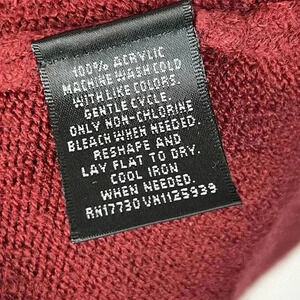 100% ACRYLIC
MACHINE WASH COLD
WITH LIKE COLORS.
GENTLE CYCLE.
ONLY NON-CHLORINE
BLEACH WHEN NEEDED.
RESHAPE AND
LAY FLAT TO DRY.
COOL IRON
WHEN NEEDED.
RN17730 VN1125939